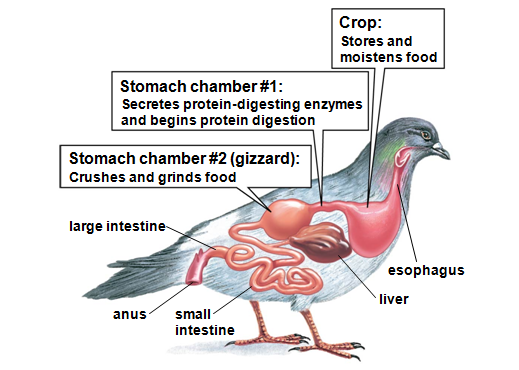 Crop:
Stores and
moistens food
Stomach chamber #1:
Secretes protein-digesting enzymes
and begins protein digestion
Stomach chamber #2 (gizzard):
Crushes and grinds food
large intestine
esophagus
liver
anus
small
intestine